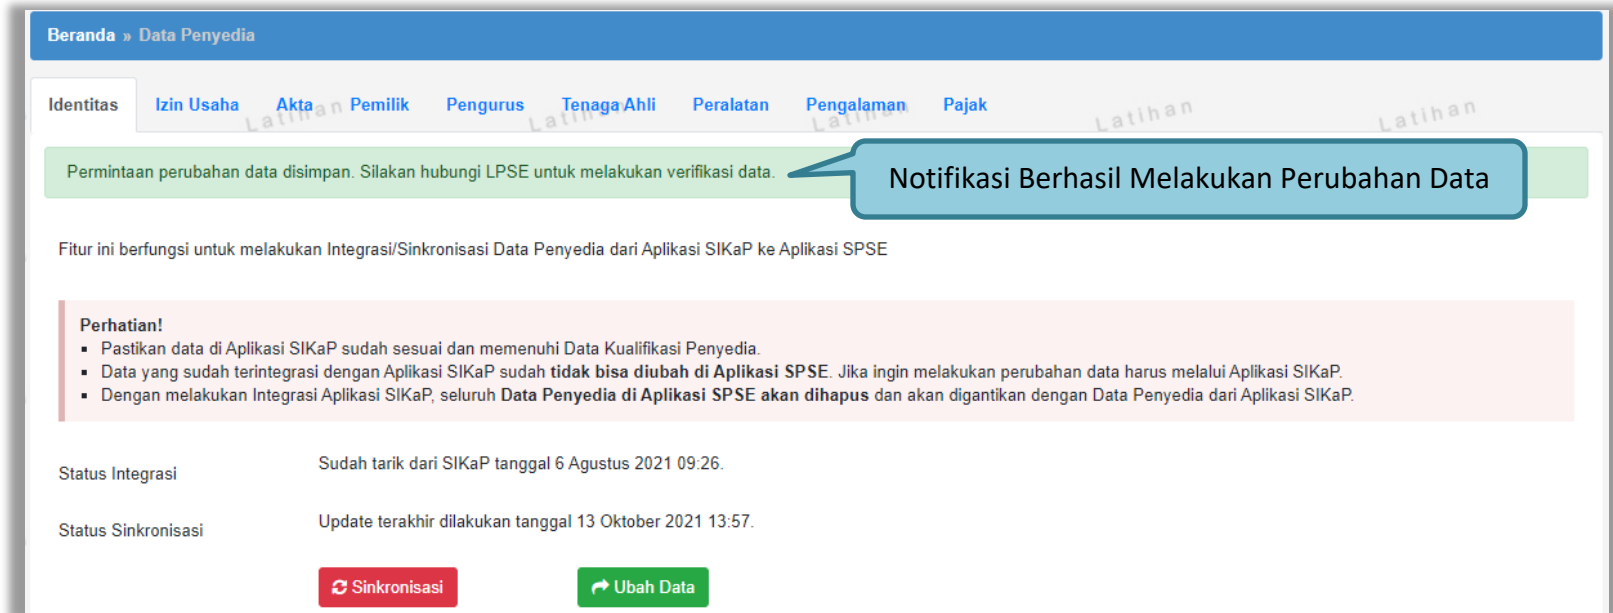 Beranda » Data Penyedia
Identitas Izin Usaha Akta Pemilik Pengurus Tenaga Ahli Peralatan Pengalaman Pajak
Latihan Latihan Latihan Latihan Latihan
Permintaan perubahan data disimpan. Silakan hubungi LPSE untuk melakukan verifikasi data.
Notifikasi Berhasil Melakukan Perubahan Data
Fitur ini berfungsi untuk melakukan Integrasi/Sinkronisasi Data Penyedia dari Aplikasi SIKaP ke Aplikasi SPSE
Perhatian!
▪ Pastikan data di Aplikasi SIKaP sudah sesuai dan memenuhi Data Kualifikasi Penyedia.
▪ Data yang sudah terintegrasi dengan Aplikasi SIKaP sudah tidak bisa diubah di Aplikasi SPSE. Jika ingin melakukan perubahan data harus melalui Aplikasi SIKaP.
▪ Dengan melakukan Integrasi Aplikasi SIKaP, seluruh Data Penyedia di Aplikasi SPSE akan dihapus dan akan digantikan dengan Data Penyedia dari Aplikasi SIKaP.
Status Integrasi Sudah tarik dari SIKaP tanggal 6 Agustus 2021 09:26.
Status Sinkronisasi Update terakhir dilakukan tanggal 13 Oktober 2021 13:57.
Sinkronisasi Ubah Data